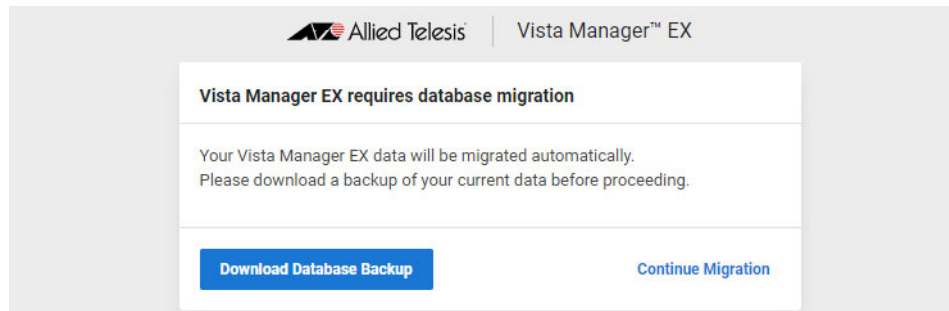 Allied Telesis Vista Manager™ EX
Vista Manager EX requires database migration
Your Vista Manager EX data will be migrated automatically.
Please download a backup of your current data before proceeding.
Download Database Backup Continue Migration